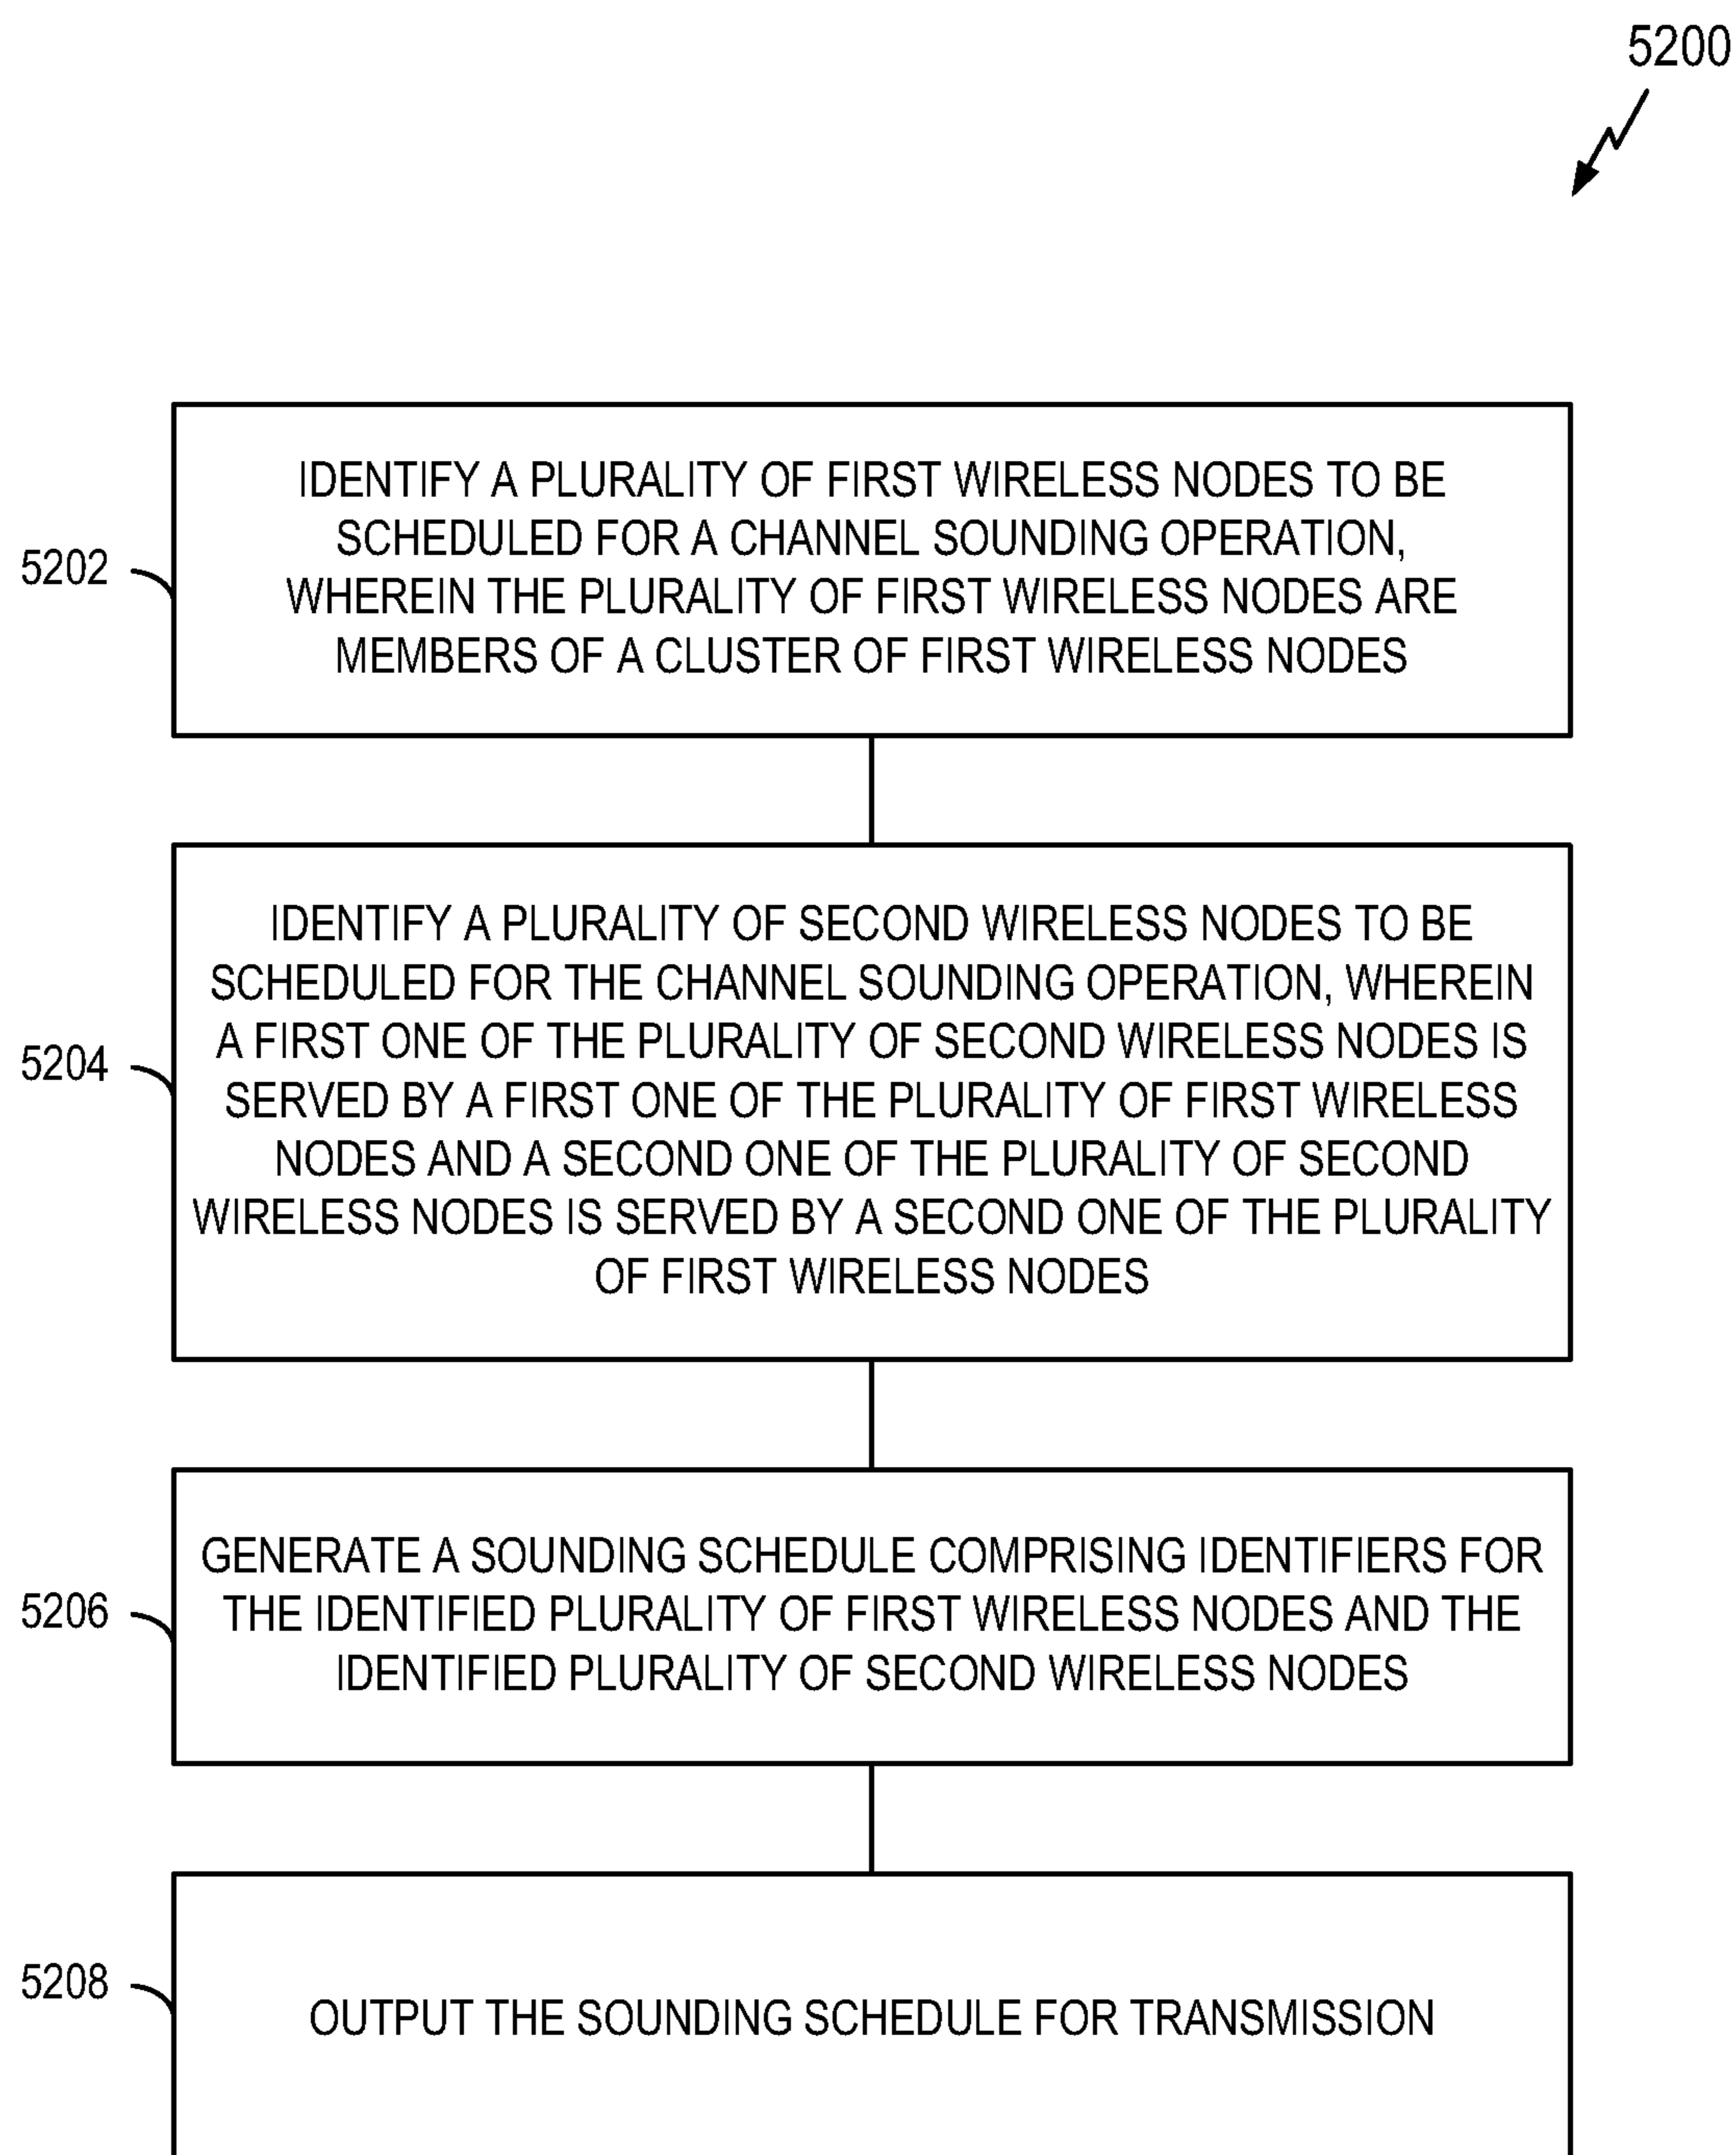 5200
IDENTIFY A PLURALITY OF FIRST WIRELESS NODES TO BE
SCHEDULED FOR A CHANNEL SOUNDING OPERATION,
WHEREIN THE PLURALITY OF FIRST WIRELESS NODES ARE
MEMBERS OF A CLUSTER OF FIRST WIRELESS NODES
5202
IDENTIFY A PLURALITY OF SECOND WIRELESS NODES TO BE
SCHEDULED FOR THE CHANNEL SOUNDING OPERATION, WHEREIN
A FIRST ONE OF THE PLURALITY OF SECOND WIRELESS NODES IS
SERVED BY A FIRST ONE OF THE PLURALITY OF FIRST WIRELESS
NODES AND A SECOND ONE OF THE PLURALITY OF SECOND
WIRELESS NODES IS SERVED BY A SECOND ONE OF THE PLURALITY
OF FIRST WIRELESS NODES
5204
GENERATE A SOUNDING SCHEDULE COMPRISING IDENTIFIERS FOR
THE IDENTIFIED PLURALITY OF FIRST WIRELESS NODES AND THE
IDENTIFIED PLURALITY OF SECOND WIRELESS NODES
5206
OUTPUT THE SOUNDING SCHEDULE FOR TRANSMISSION
5208